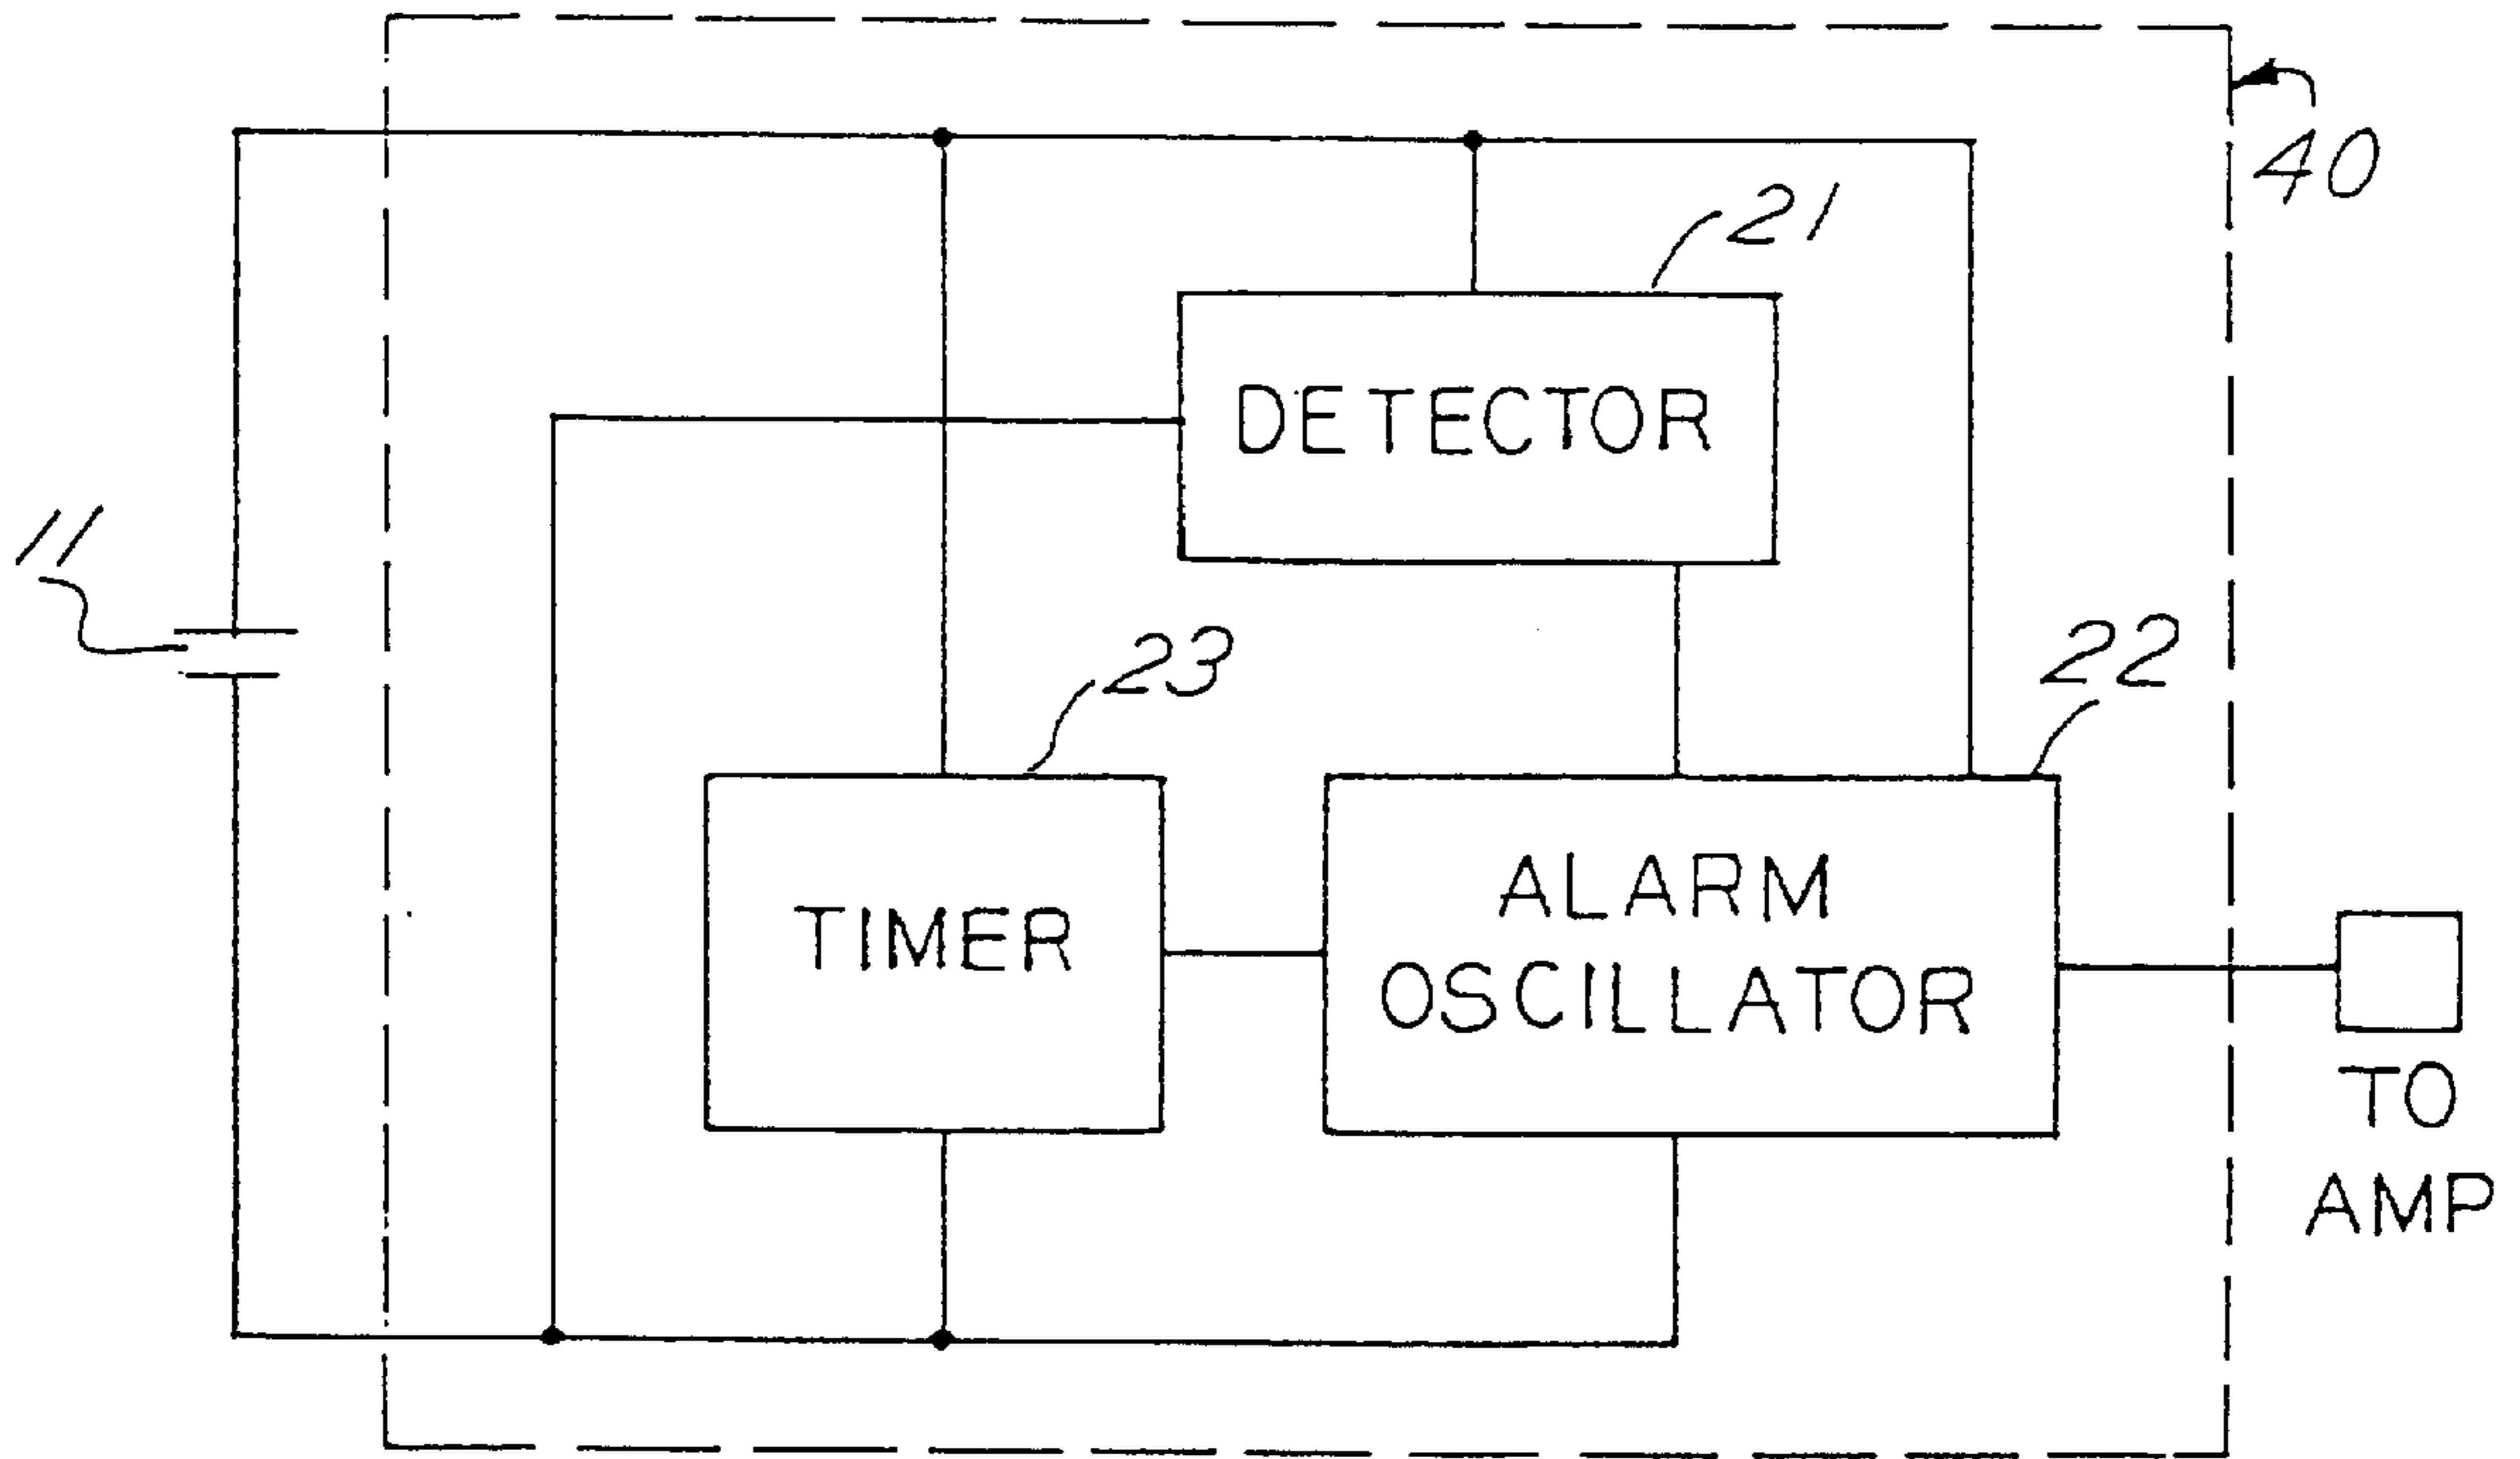 40
21
DETECTOR
11
23
22
TIMER
ALARM
OSCILLATOR
TO
AMP